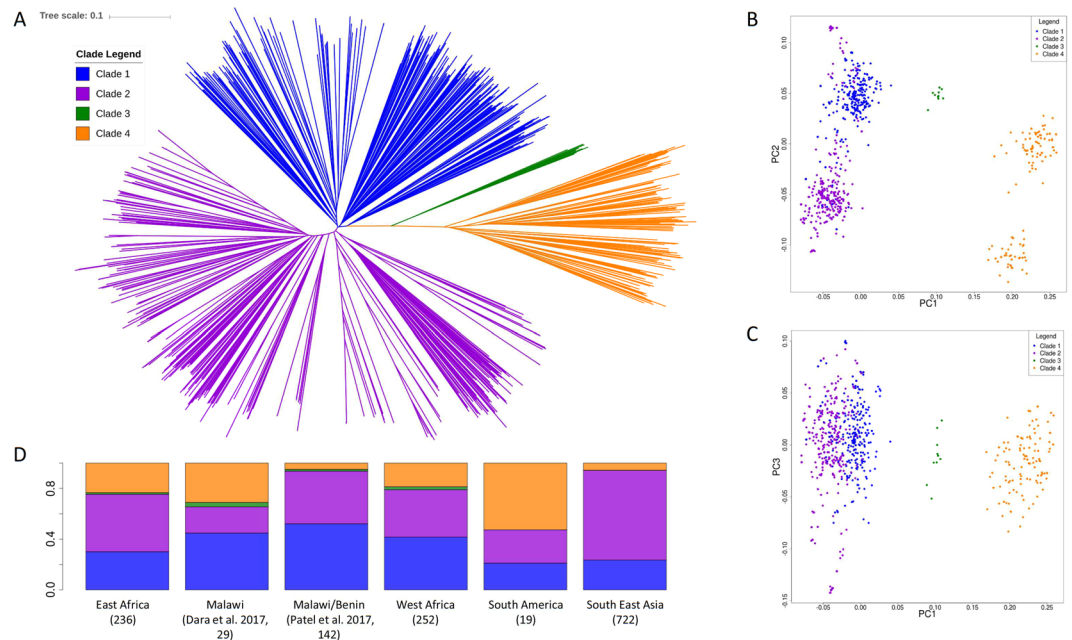 A
Tree scale: 0.1
Clade Legend
Clade 1
Clade 2
Clade 3
Clade 4
B
Legend
Clade 1
Clade 2
Clade 3
Clade 4
0.10
0.05
0.00
-0.05
-0.10
PC2
-0.05
0.00
0.05
0.10
0.15
0.20
0.25
PC1
C
Legend
Clade 1
Clade 2
Clade 3
Clade 4
0.10
0.05
0.00
-0.05
-0.10
-0.15
PC3
-0.05
0.00
0.05
0.10
0.15
0.20
0.25
PC1
D
0.8
0.4
0.0
East Africa
(236)
Malawi
(Dara et al. 2017,
29)
Malawi/Benin
(Patel et al. 2017,
142)
West Africa
(252)
South America
(19)
South East Asia
(722)